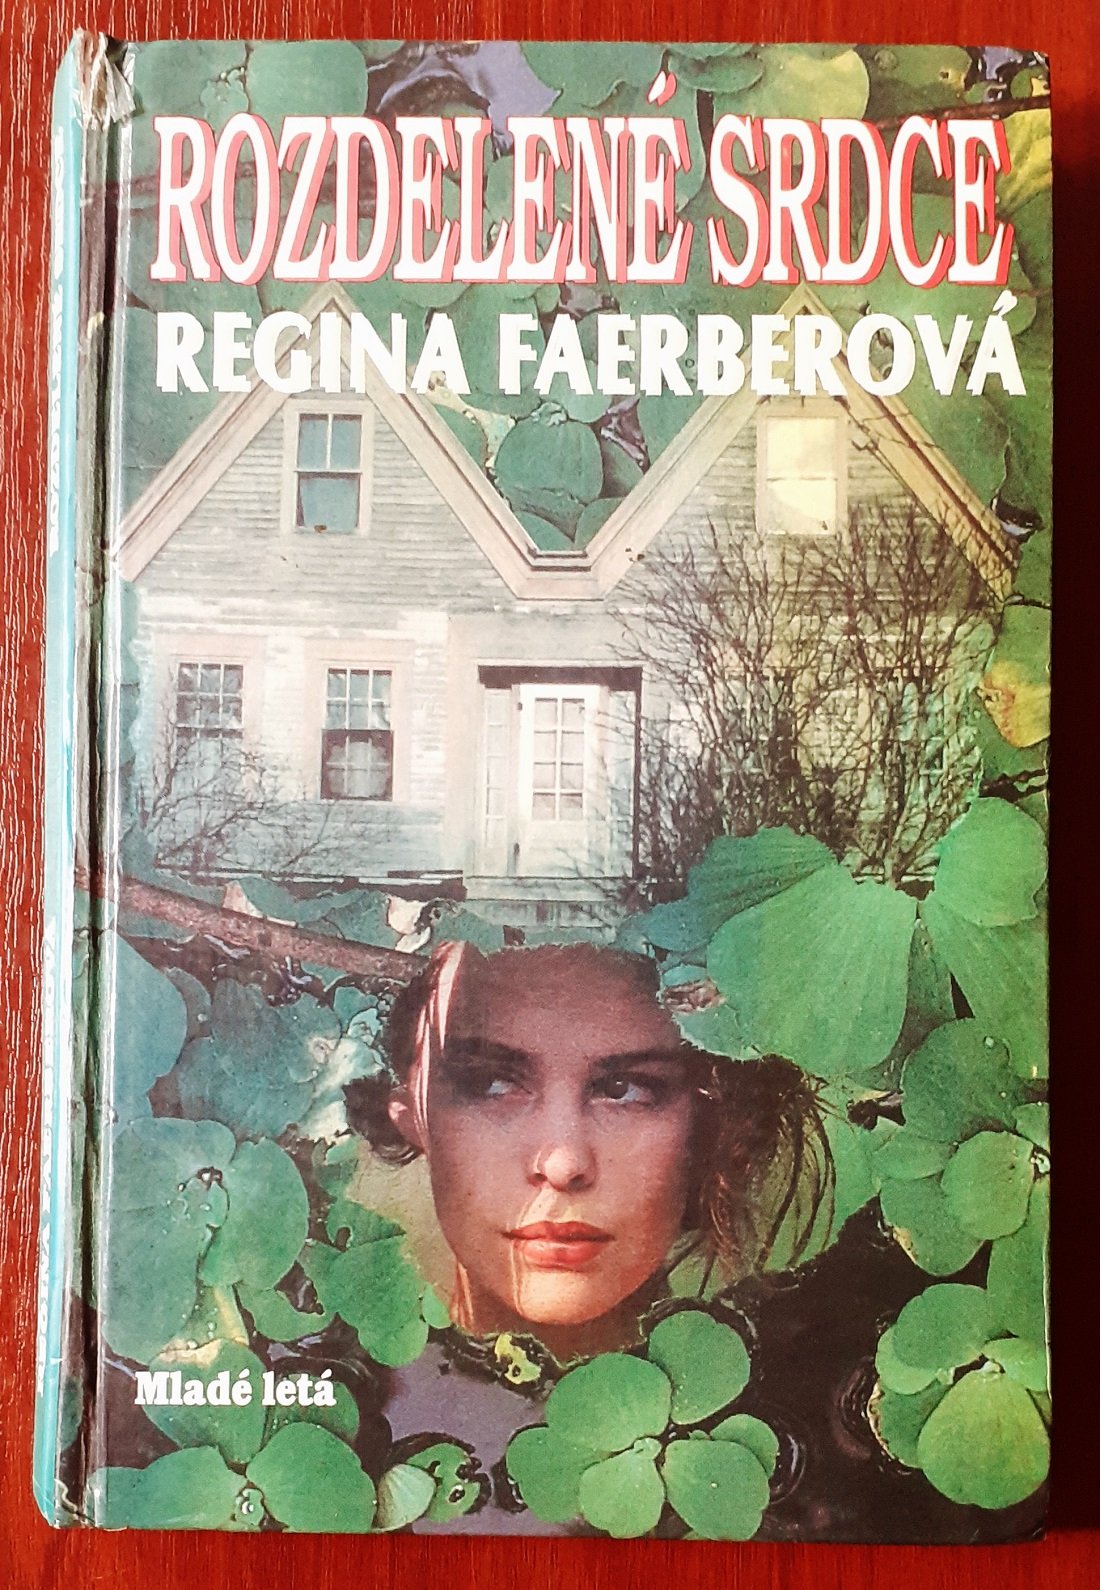 ROZDELENÉ SRDCE
REGINA FAERBEROVÁ
Mladé letá